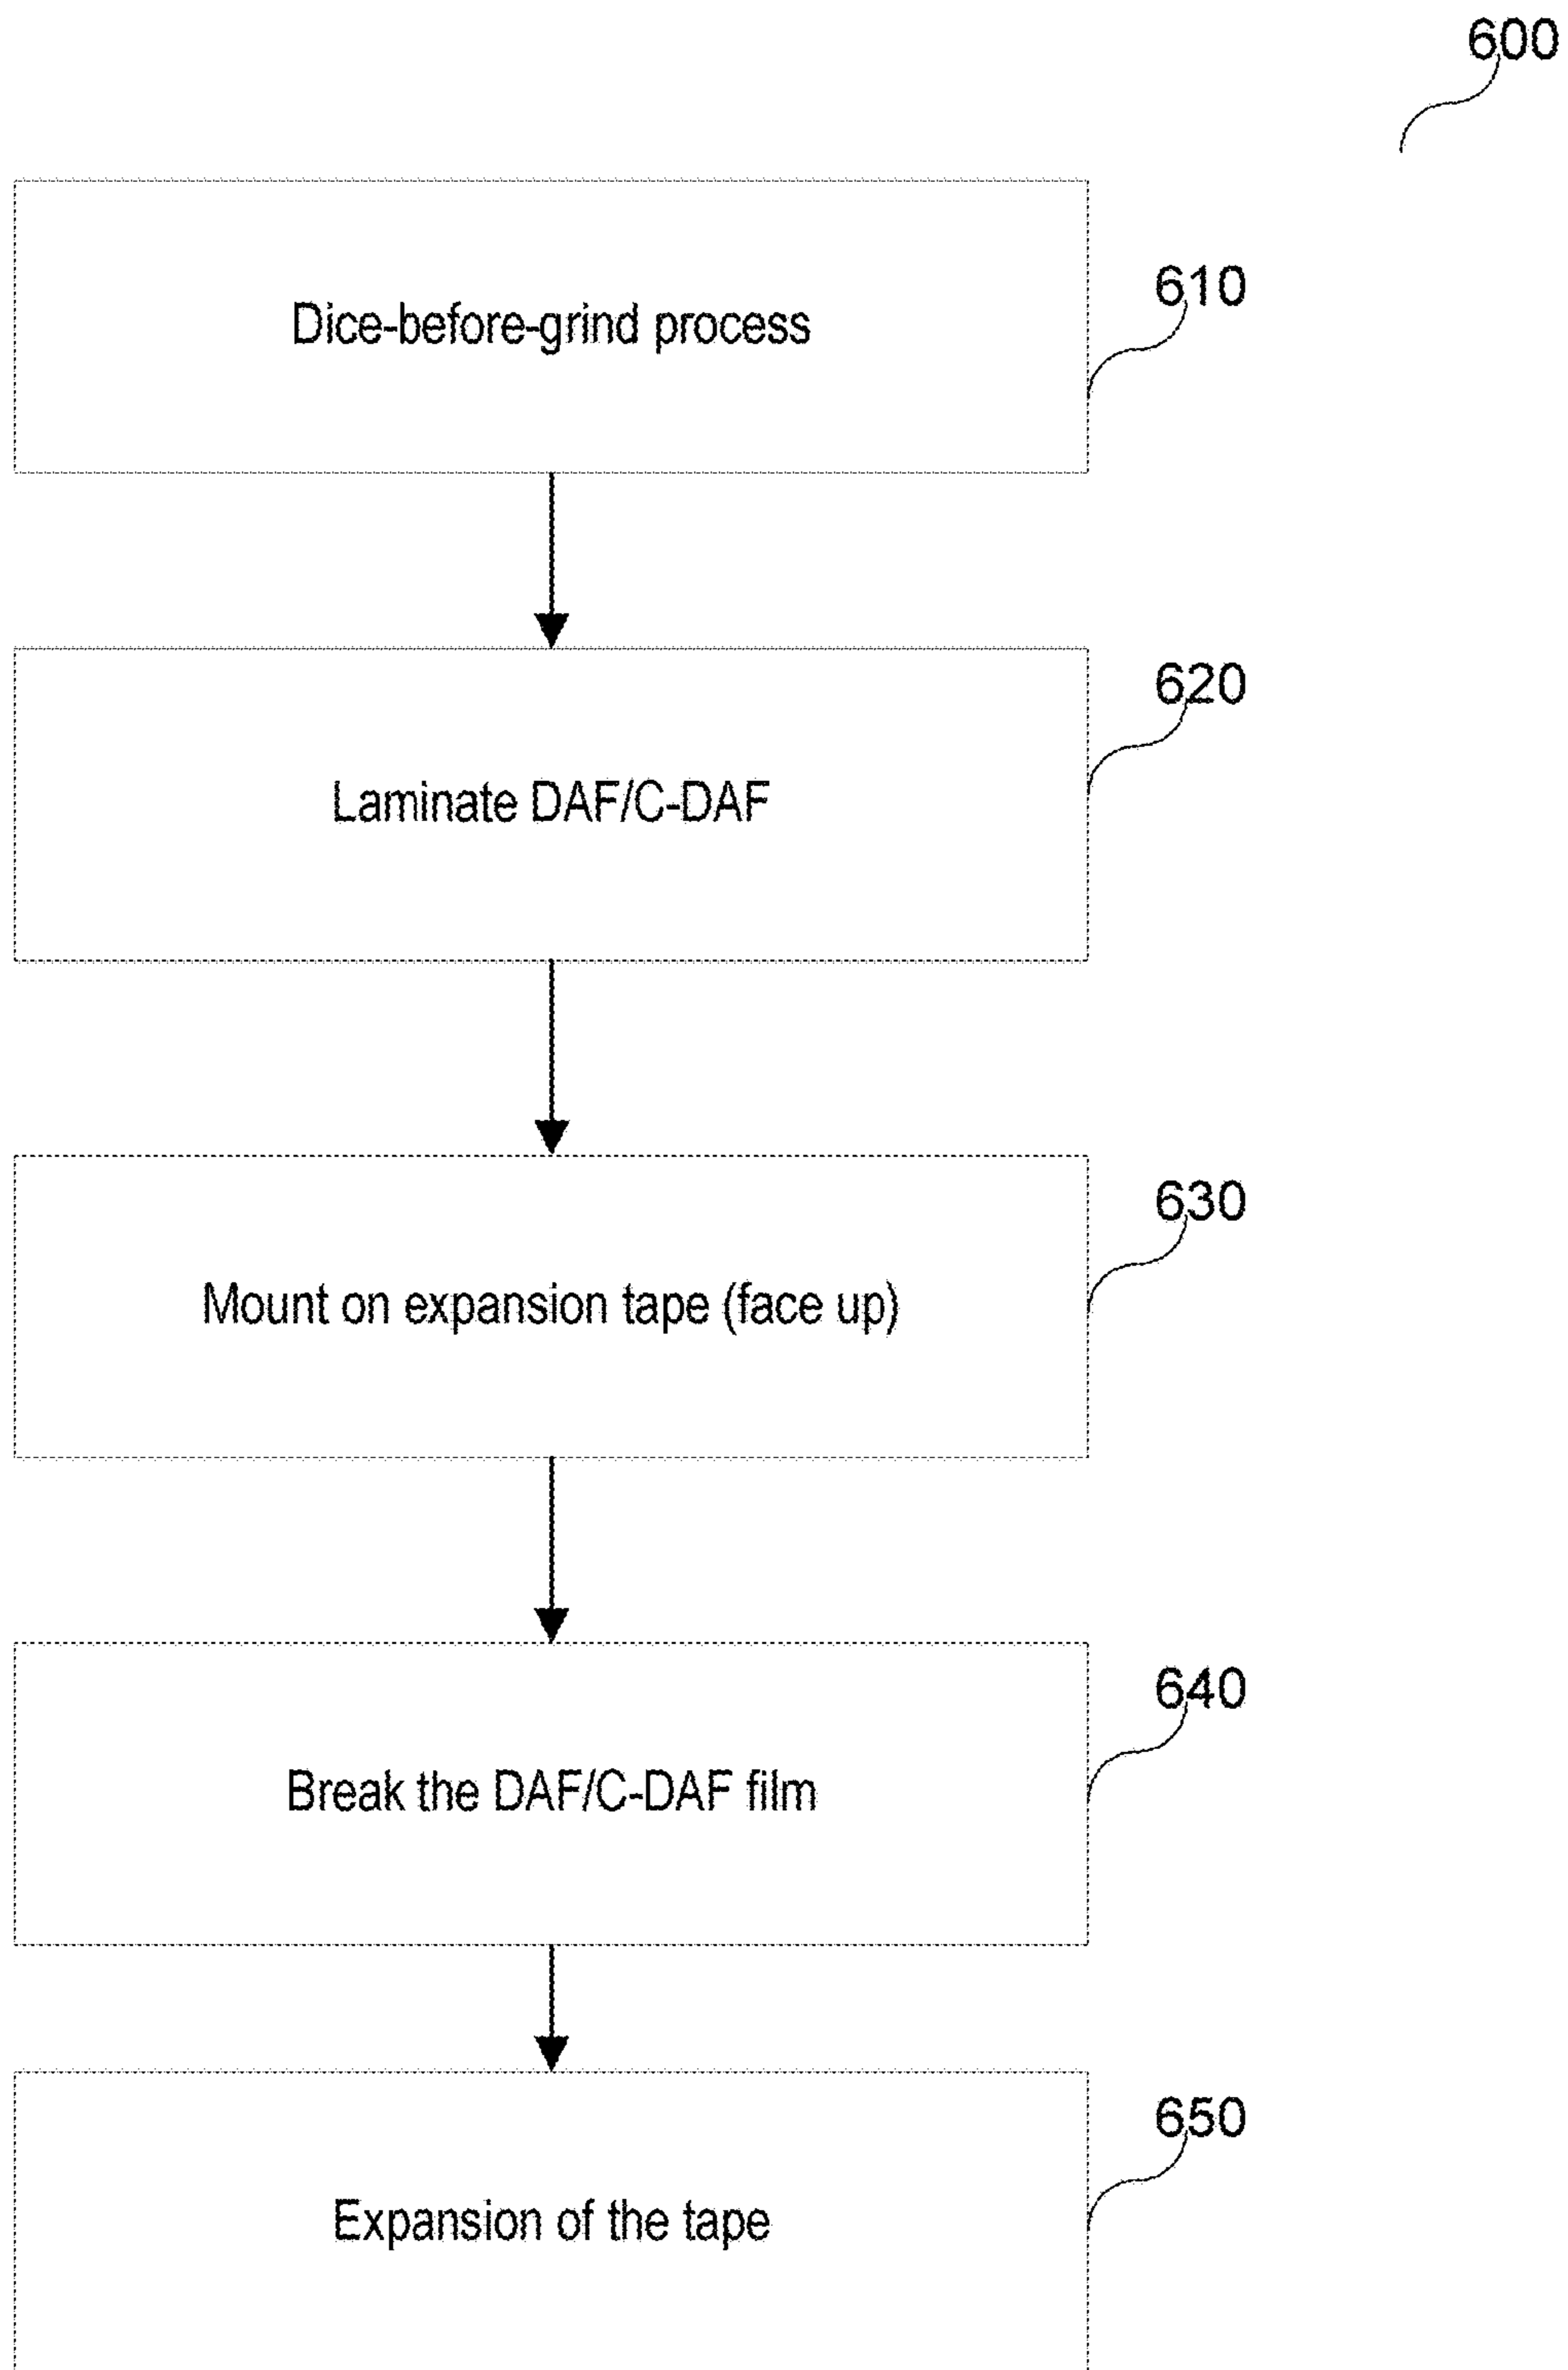 600
610
Dice-before-grind process
620
Laminate DAF/C-DAF
630
Mount on expansion tape (face up)
640
Break the DAF/C-DAF film
650
Expansion of the tape